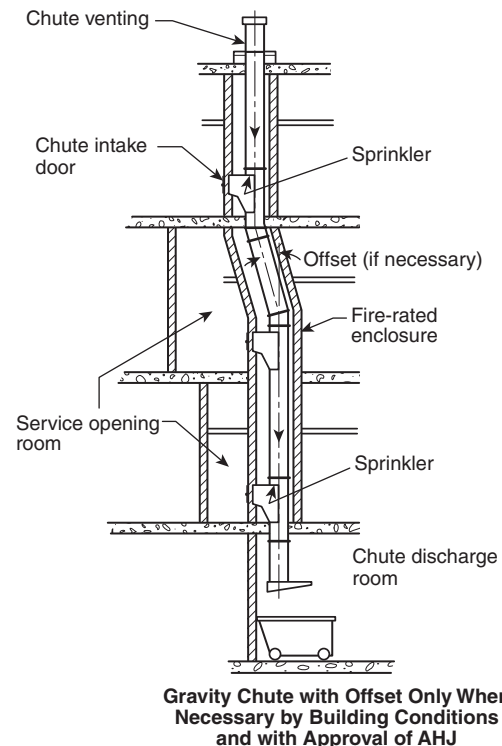 Chute venting
Chute intake
door
Sprinkler
Offset (if necessary)
Fire-rated
enclosure
Service opening
room
Sprinkler
Chute discharge
room
Gravity Chute with Offset Only When
Necessary by Building Conditions
and with Approval of AHJ